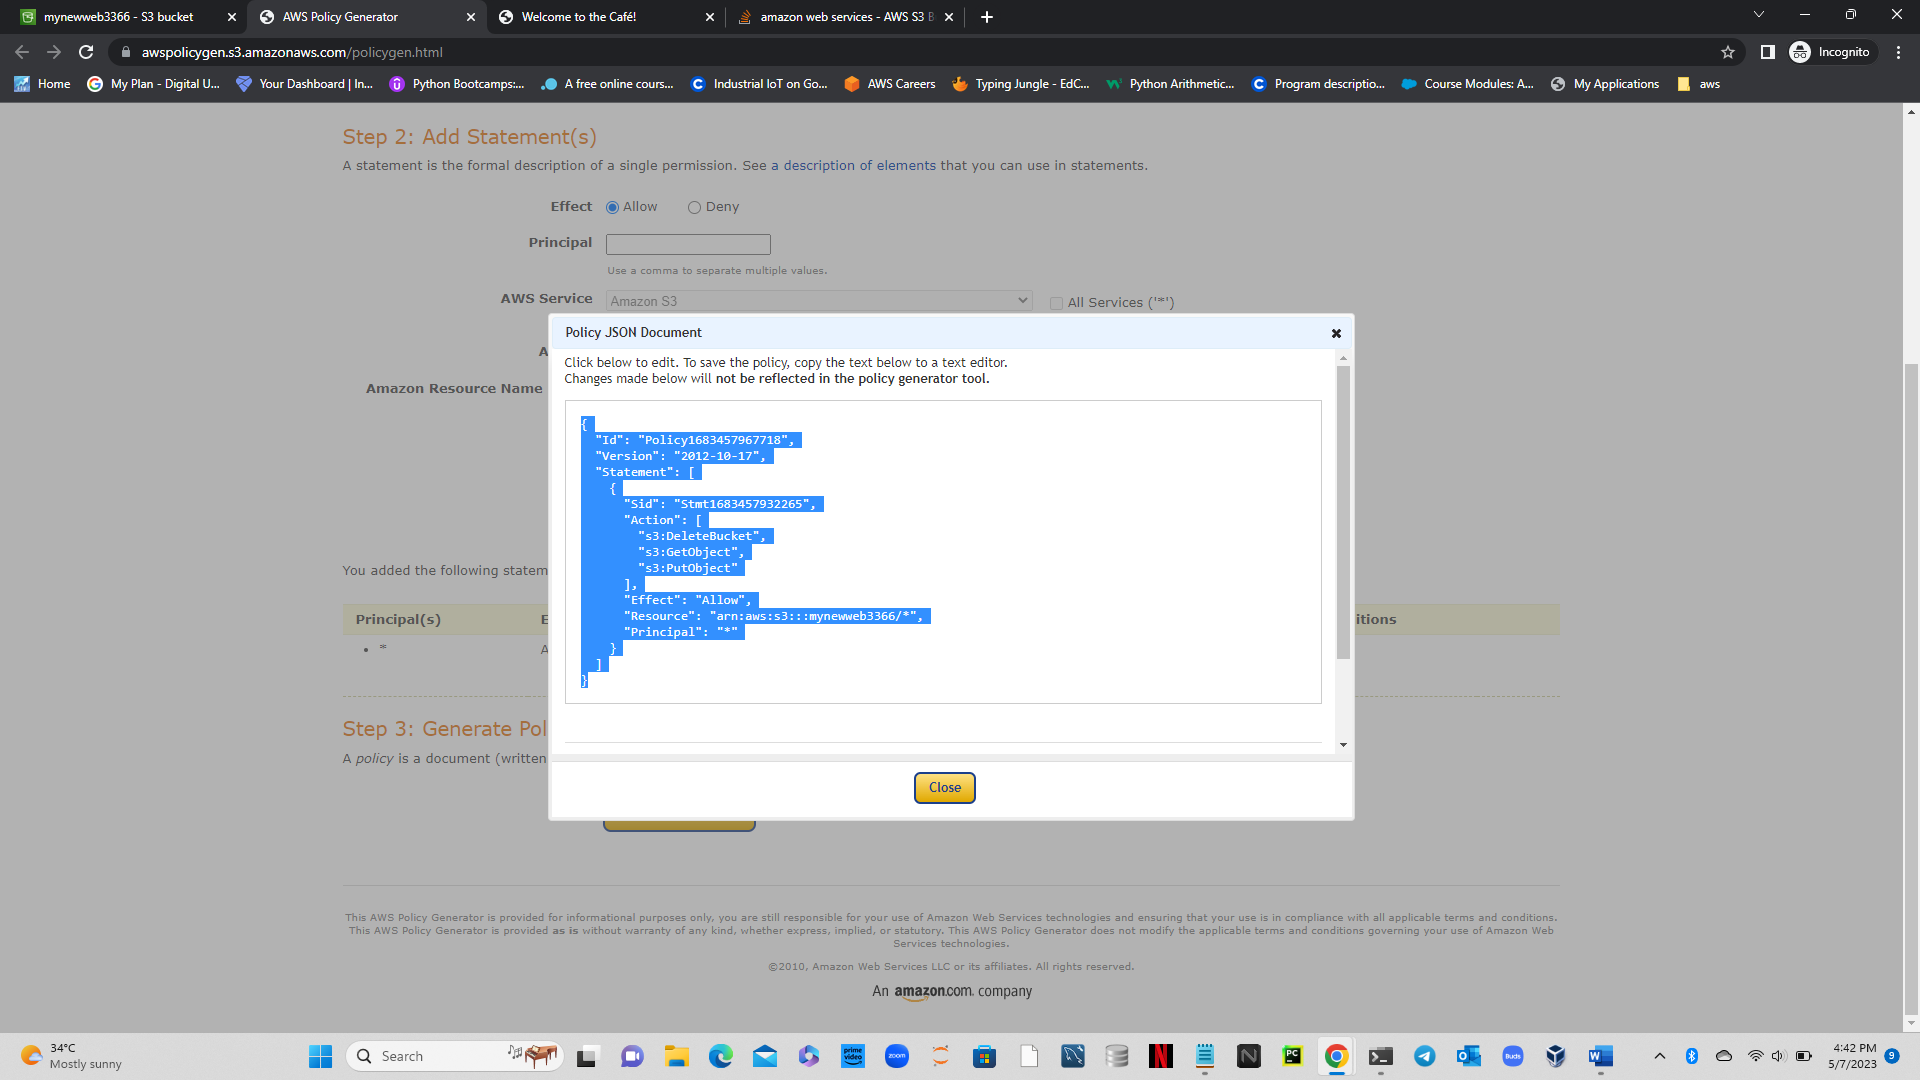 mynewweb3366 - S3 bucket
AWS Policy Generator
Welcome to the Café!
amazon web services - AWS S3 B
awspolicygen.s3.amazonaws.com/policygen.html
Incognito
Home
My Plan - Digital U...
Your Dashboard | In...
Python Bootcamps:...
A free online cours...
Industrial IoT on Go...
AWS Careers
Typing Jungle - EdC...
Python Arithmetic...
Program descriptio...
Course Modules: A...
My Applications
aws
Step 2: Add Statement(s)
A statement is the formal description of a single permission. See a description of elements that you can use in statements.
Effect Allow Deny
Principal
Use a comma to separate multiple values.
AWS Service Amazon S3 All Services ('*')
A
Amazon Resource Name
Policy JSON Document
Click below to edit. To save the policy, copy the text below to a text editor.
Changes made below will not be reflected in the policy generator tool.
{
"Id": "Policy1683457967718",
"Version": "2012-10-17",
"Statement": [
{
"Sid": "Stmt1683457932265",
"Action": [
"s3:DeleteBucket",
"s3:GetObject",
"s3:PutObject"
],
"Effect": "Allow",
"Resource": "arn:aws:s3:::mynewweb3366/*",
"Principal": "*"
}
]
}
Close
You added the following statem
Principal(s) E itions
• * A
Step 3: Generate Pol
A policy is a document (written
This AWS Policy Generator is provided for informational purposes only, you are still responsible for your use of Amazon Web Services technologies and ensuring that your use is in compliance with all applicable terms and conditions.
This AWS Policy Generator is provided as is without warranty of any kind, whether express, implied, or statutory. This AWS Policy Generator does not modify the applicable terms and conditions governing your use of Amazon Web
Services technologies.
©2010, Amazon Web Services LLC or its affiliates. All rights reserved.
An amazon.com. company
34°C
Mostly sunny
Search
prime video
zoom
N
N
PC
Buds
W
4:42 PM
5/7/2023
9